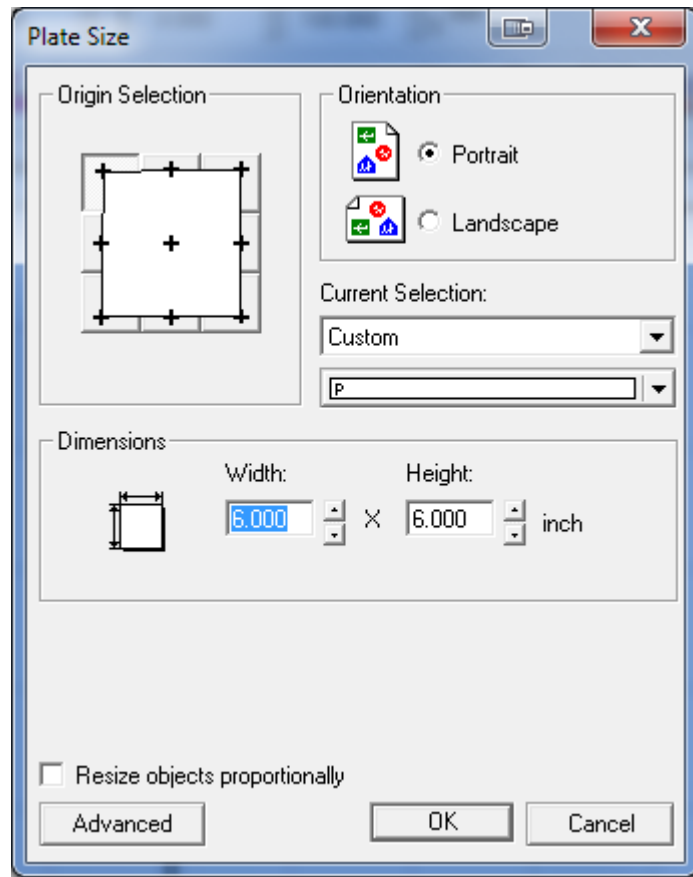 Plate Size
Origin Selection
Orientation
Portrait
Landscape
Current Selection:
Custom
P
Dimensions
Width:
Height:
6.000 X 6.000 inch
Resize objects proportionally
Advanced
OK
Cancel